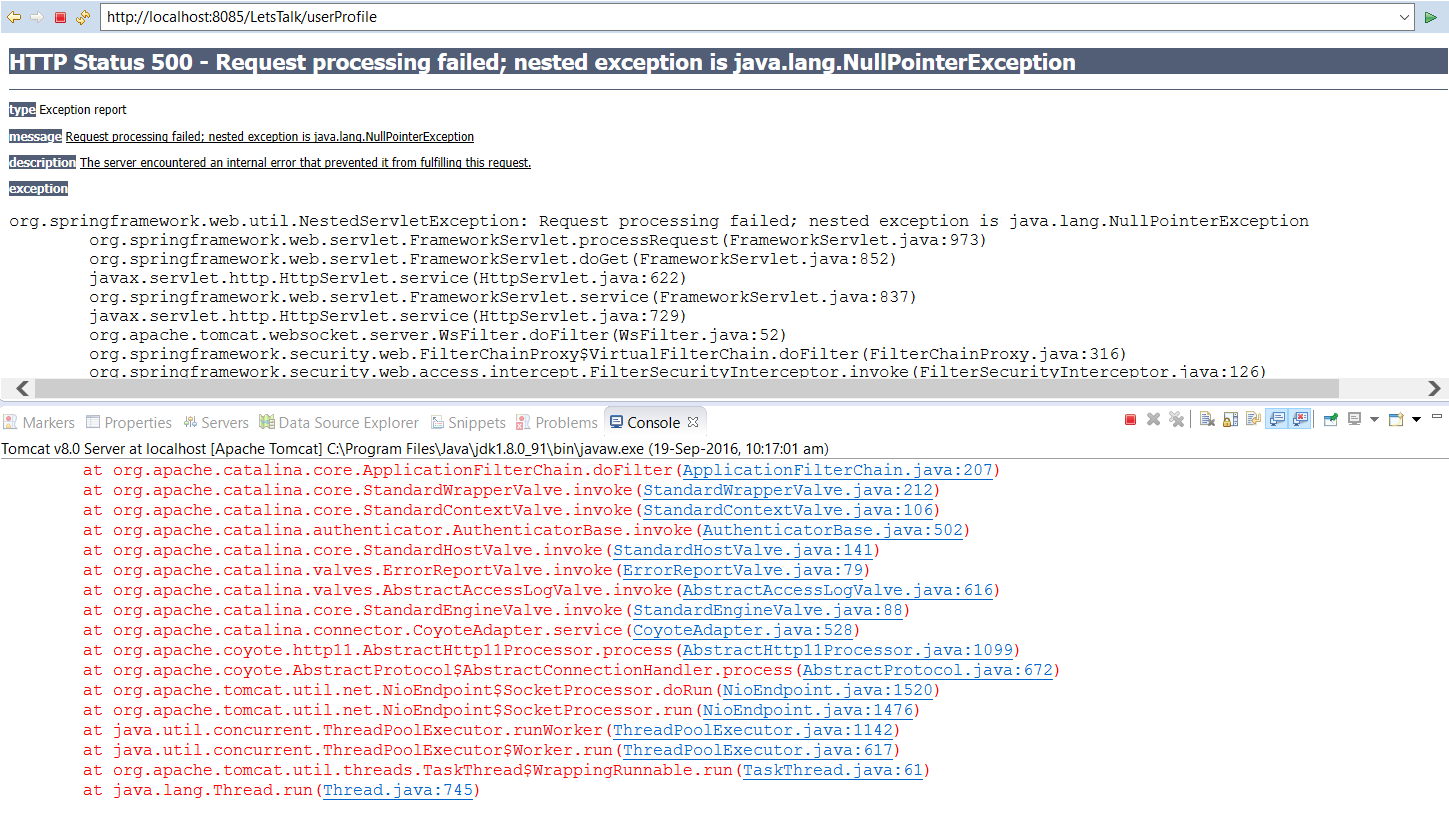 http://localhost:8085/LetsTalk/userProfile
HTTP Status 500 - Request processing failed; nested exception is java.lang.NullPointerException
type Exception report
message Request processing failed; nested exception is java.lang.NullPointerException
description The server encountered an internal error that prevented it from fulfilling this request.
exception
org.springframework.web.util.NestedServletException: Request processing failed; nested exception is java.lang.NullPointerException
org.springframework.web.servlet.FrameworkServlet.processRequest(FrameworkServlet.java:973)
org.springframework.web.servlet.FrameworkServlet.doGet(FrameworkServlet.java:852)
javax.servlet.http.HttpServlet.service(HttpServlet.java:622)
org.springframework.web.servlet.FrameworkServlet.service(FrameworkServlet.java:837)
javax.servlet.http.HttpServlet.service(HttpServlet.java:729)
org.apache.tomcat.websocket.server.WsFilter.doFilter(WsFilter.java:52)
org.springframework.security.web.FilterChainProxy$VirtualFilterChain.doFilter(FilterChainProxy.java:316)
org.springframework.security.web.access.intercept.FilterSecurityInterceptor.invoke(FilterSecurityInterceptor.java:126)
Markers Properties Servers Data Source Explorer Snippets Problems Console
Tomcat v8.0 Server at localhost [Apache Tomcat] C:\Program Files\Java\jdk1.8.0_91\bin\javaw.exe (19-Sep-2016, 10:17:01 am)
at org.apache.catalina.core.ApplicationFilterChain.doFilter(ApplicationFilterChain.java:207)
at org.apache.catalina.core.StandardWrapperValve.invoke(StandardWrapperValve.java:212)
at org.apache.catalina.core.StandardContextValve.invoke(StandardContextValve.java:106)
at org.apache.catalina.authenticator.AuthenticatorBase.invoke(AuthenticatorBase.java:502)
at org.apache.catalina.core.StandardHostValve.invoke(StandardHostValve.java:141)
at org.apache.catalina.valves.ErrorReportValve.invoke(ErrorReportValve.java:79)
at org.apache.catalina.valves.AbstractAccessLogValve.invoke(AbstractAccessLogValve.java:616)
at org.apache.catalina.core.StandardEngineValve.invoke(StandardEngineValve.java:88)
at org.apache.catalina.connector.CoyoteAdapter.service(CoyoteAdapter.java:528)
at org.apache.coyote.http11.AbstractHttp11Processor.process(AbstractHttp11Processor.java:1099)
at org.apache.coyote.AbstractProtocol$AbstractConnectionHandler.process(AbstractProtocol.java:672)
at org.apache.tomcat.util.net.NioEndpoint$SocketProcessor.doRun(NioEndpoint.java:1520)
at org.apache.tomcat.util.net.NioEndpoint$SocketProcessor.run(NioEndpoint.java:1476)
at java.util.concurrent.ThreadPoolExecutor.runWorker(ThreadPoolExecutor.java:1142)
at java.util.concurrent.ThreadPoolExecutor$Worker.run(ThreadPoolExecutor.java:617)
at org.apache.tomcat.util.threads.TaskThread$WrappingRunnable.run(TaskThread.java:61)
at java.lang.Thread.run(Thread.java:745)